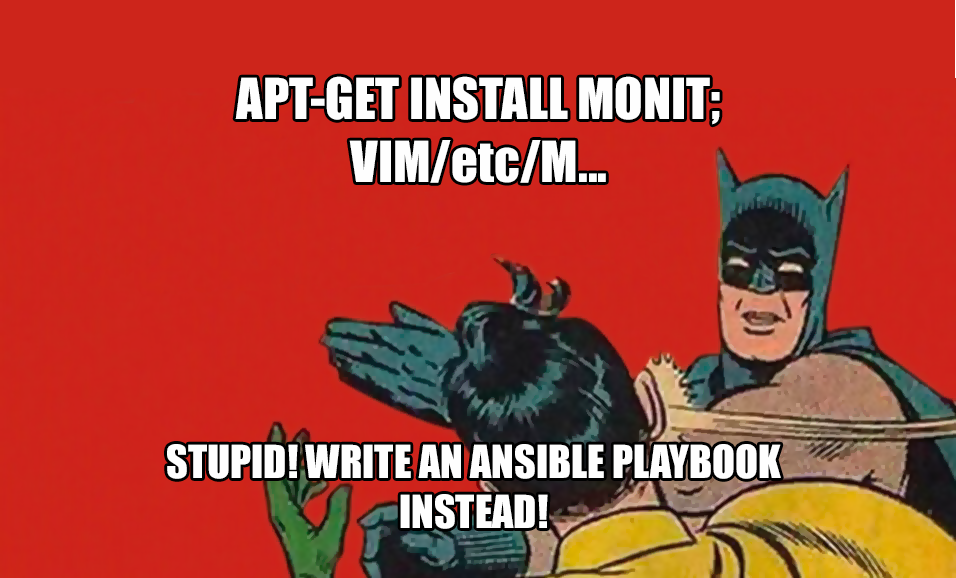 APT-GET INSTALL MONIT;
VIM/etc/M...
STUPID! WRITE AN ANSIBLE PLAYBOOK
INSTEAD!